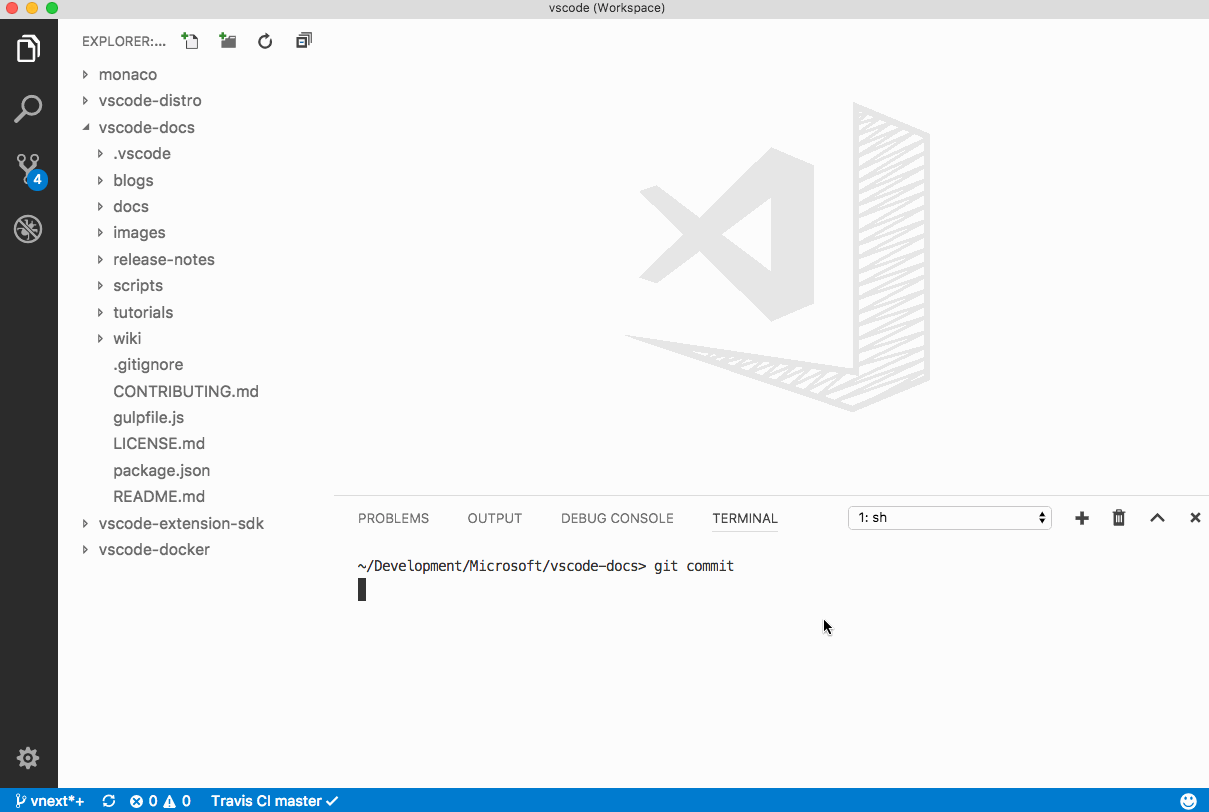 vscode (Workspace)
EXPLORER:...
monaco
vscode-distro
vscode-docs
.vscode
blogs
docs
images
release-notes
scripts
tutorials
wiki
.gitignore
CONTRIBUTING.md
gulpfile.js
LICENSE.md
package.json
README.md
vscode-extension-sdk
vscode-docker
4
PROBLEMS OUTPUT DEBUG CONSOLE TERMINAL 1: sh
~/Development/Microsoft/vscode-docs> git commit
vnext*+ 0 0 Travis CI master